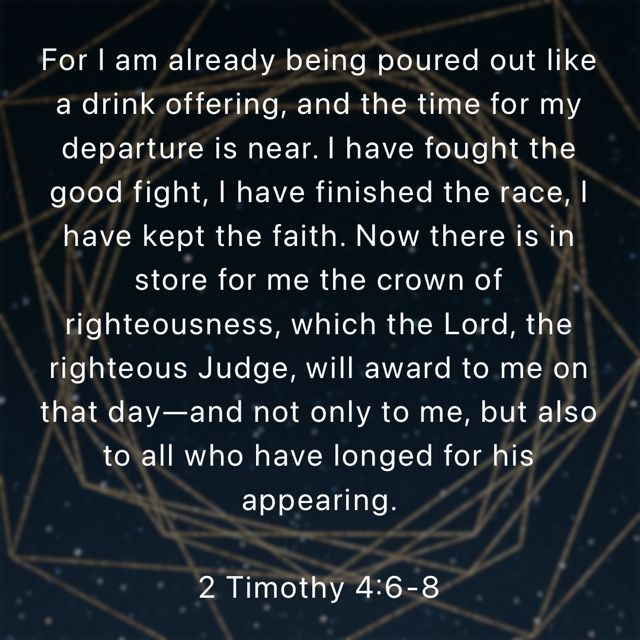 For I am already being poured out like
a drink offering, and the time for my
departure is near. I have fought the
good fight, I have finished the race, I
have kept the faith. Now there is in
store for me the crown of
righteousness, which the Lord, the
righteous Judge, will award to me on
that day—and not only to me, but also
to all who have longed for his
appearing.
2 Timothy 4:6-8